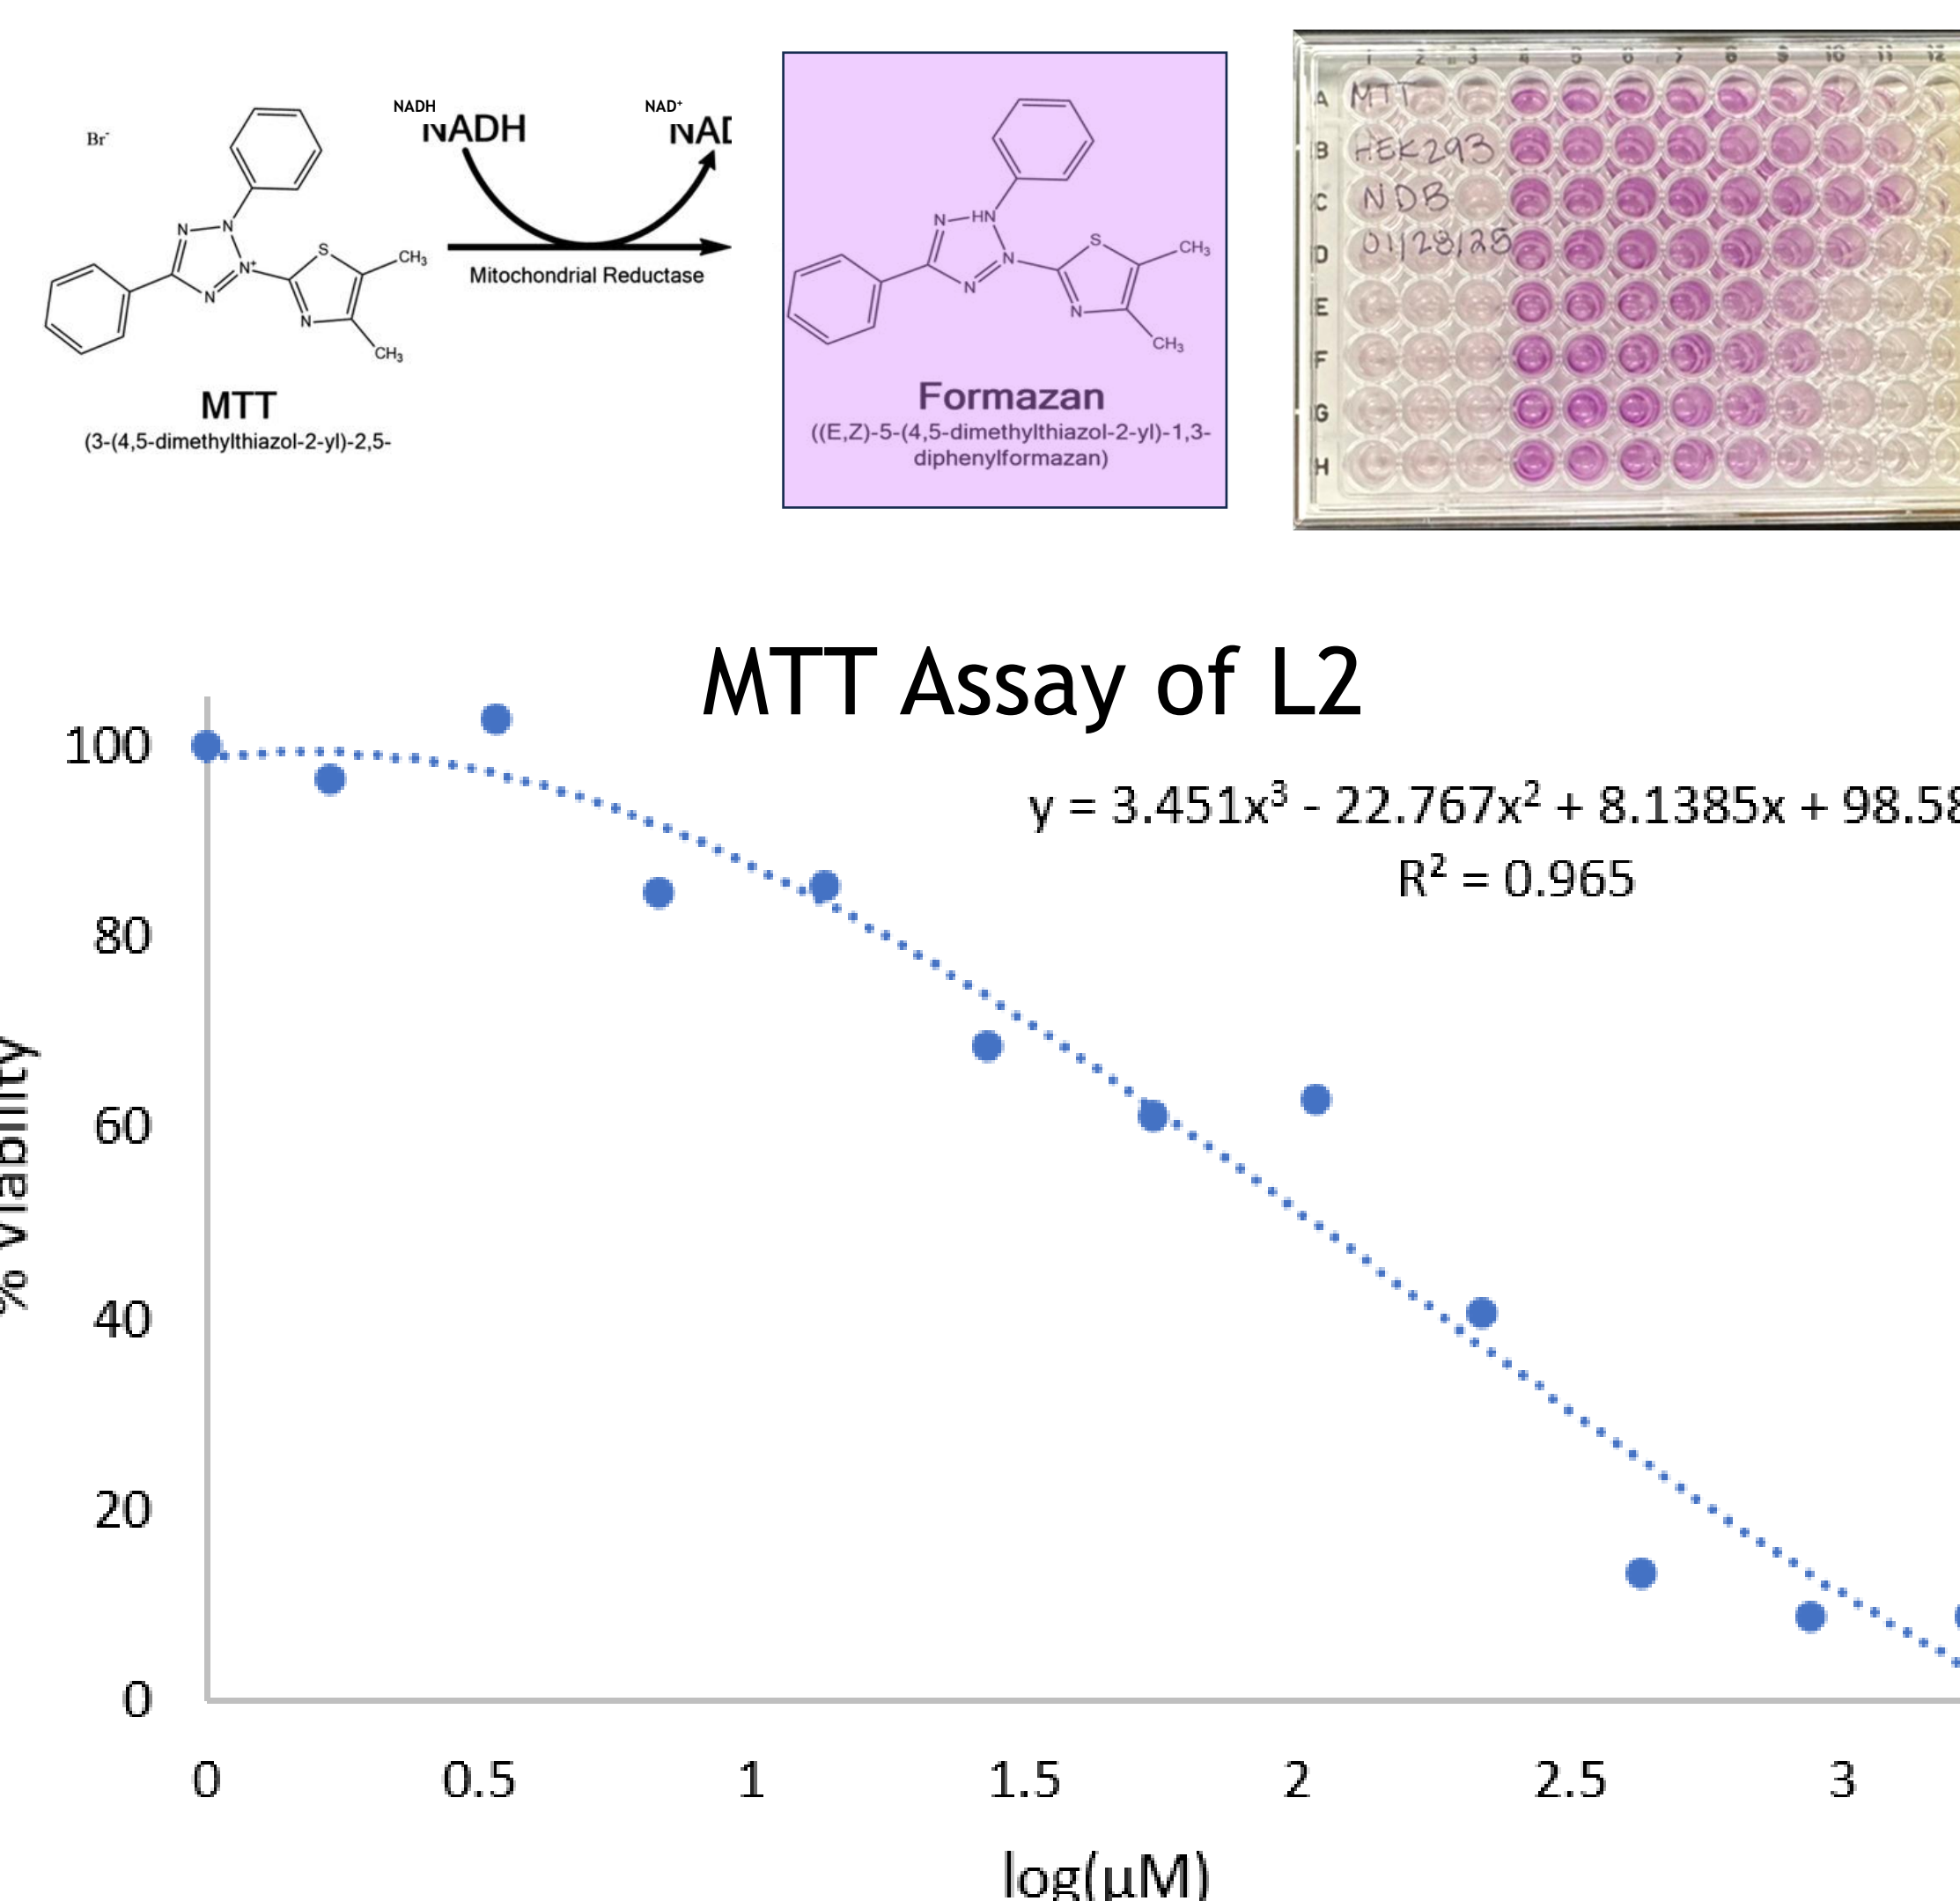 Br⁻
N
N
N
N⁺
S
N
CH₃
CH₃
MTT
(3-(4,5-dimethylthiazol-2-yl)-2,5-
NADH
NADH
NAD⁺
NAD
Mitochondrial Reductase
N
HN
N
N
S
N
CH₃
CH₃
Formazan
((E,Z)-5-(4,5-dimethylthiazol-2-yl)-1,3-
diphenylformazan)
1 2 3 4 5 6 7 8 9 10 11 12
A MTT
B HEK293
C NDB
D 01/28/25
E
F
G
H
MTT Assay of L2
y = 3.451x³ - 22.767x² + 8.1385x + 98.58
R² = 0.965
% viability
100
80
60
40
20
0
0 0.5 1 1.5 2 2.5 3
log(μM)